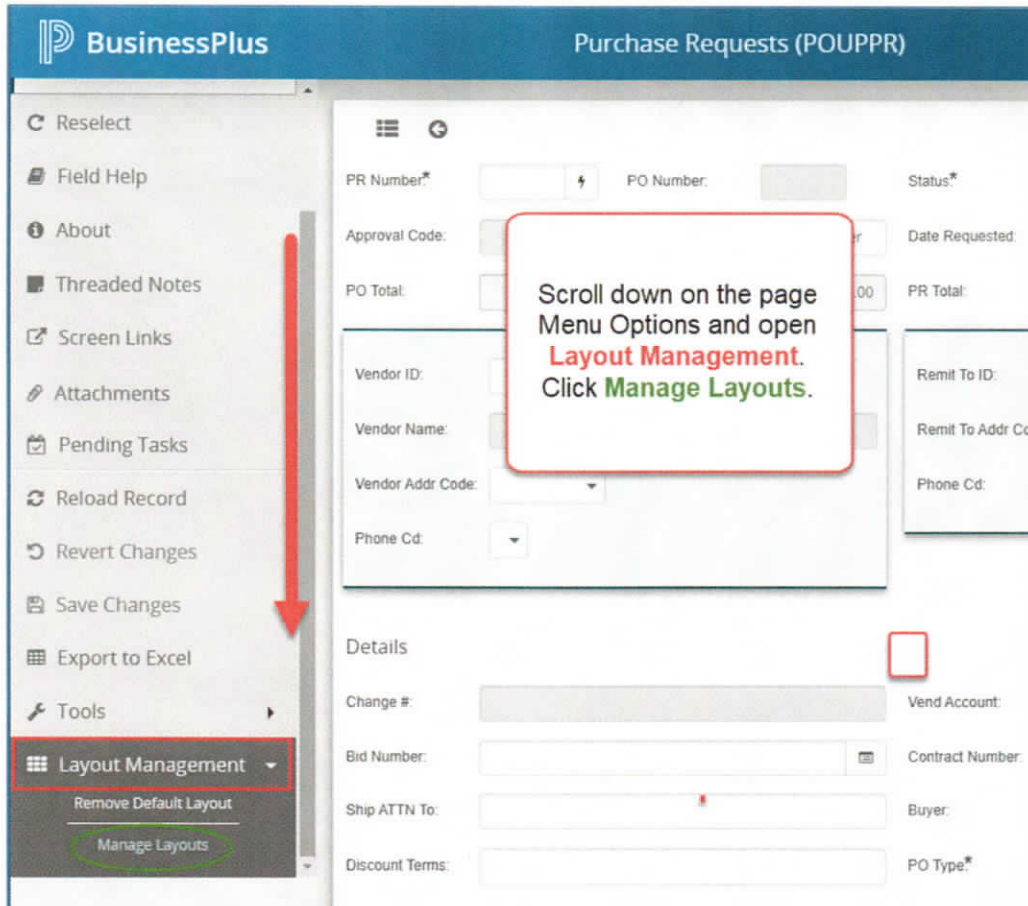 BusinessPlus
Purchase Requests (POUPPR)
Reselect
Field Help
About
Threaded Notes
Screen Links
Attachments
Pending Tasks
Reload Record
Revert Changes
Save Changes
Export to Excel
Tools
Layout Management
Remove Default Layout
Manage Layouts
PR Number:*
PO Number:
Status:*
Approval Code:
Date Requested:
PO Total:
.00
PR Total:
Scroll down on the page
Menu Options and open
Layout Management.
Click Manage Layouts.
Vendor ID:
Remit To ID:
Vendor Name:
Remit To Addr
Vendor Addr Code:
Phone Cd:
Phone Cd:
Details
Change #:
Vend Account:
Bid Number:
Contract Number:
Ship ATTN To:
Buyer:
Discount Terms:
PO Type:*